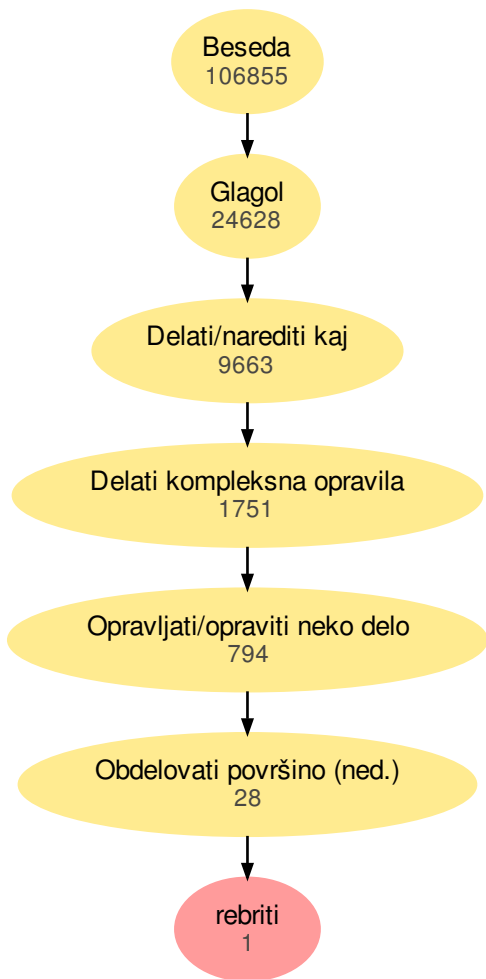 Beseda
106855
Glagol
24628
Delati/narediti kaj
9663
Delati kompleksna opravila
1751
Opravljati/opraviti neko delo
794
Obdelovati površino (ned.)
28
rebriti
1